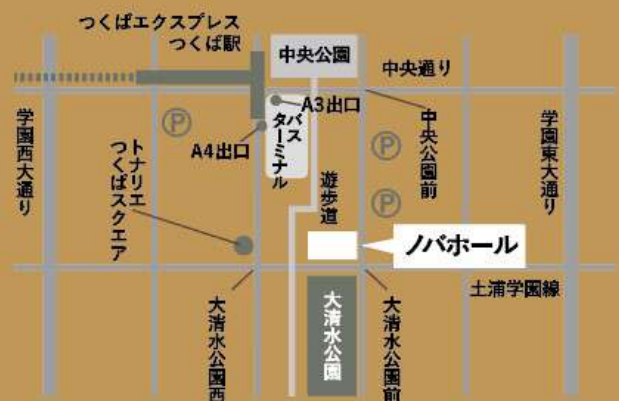 つくばエクスプレス
つくば駅
中央公園
中央通り
A3出口
P
A4出口
バス
ターミナル
中央公園前
学園西大通り
学園東大通り
トナリエ
つくばスクエア
P
遊歩道
P
ノバホール
土浦学園線
大清水公園西
大清水公園
大清水公園前